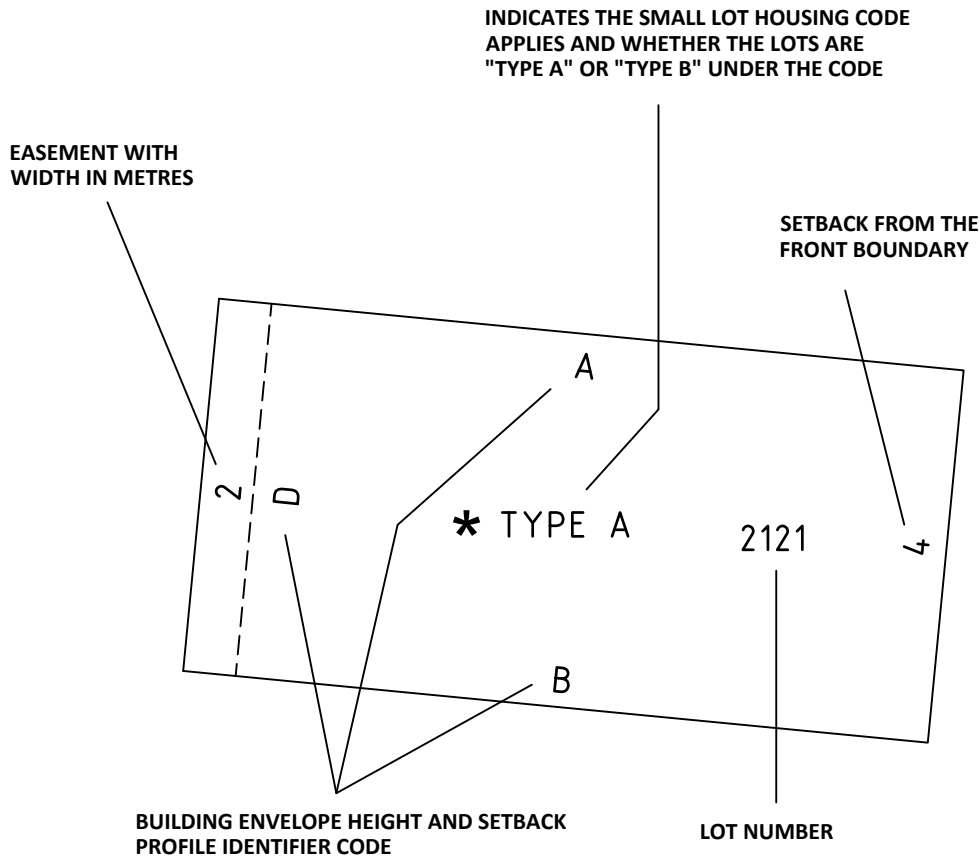 INDICATES THE SMALL LOT HOUSING CODE
APPLIES AND WHETHER THE LOTS ARE
"TYPE A" OR "TYPE B" UNDER THE CODE
EASEMENT WITH
WIDTH IN METRES
SETBACK FROM THE
FRONT BOUNDARY
A
2
D
* TYPE A
2121
4
B
BUILDING ENVELOPE HEIGHT AND SETBACK
PROFILE IDENTIFIER CODE
LOT NUMBER